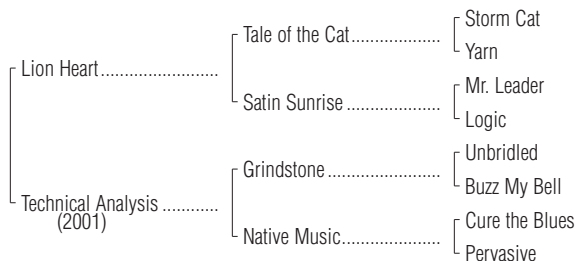 Storm Cat
Tale of the Cat....................
Yarn
Lion Heart.........................
Mr. Leader
Satin Sunrise .....................
Logic
Unbridled
Grindstone .........................
Buzz My Bell
Technical Analysis ............
(2001)
Cure the Blues
Native Music.....................
Pervasive